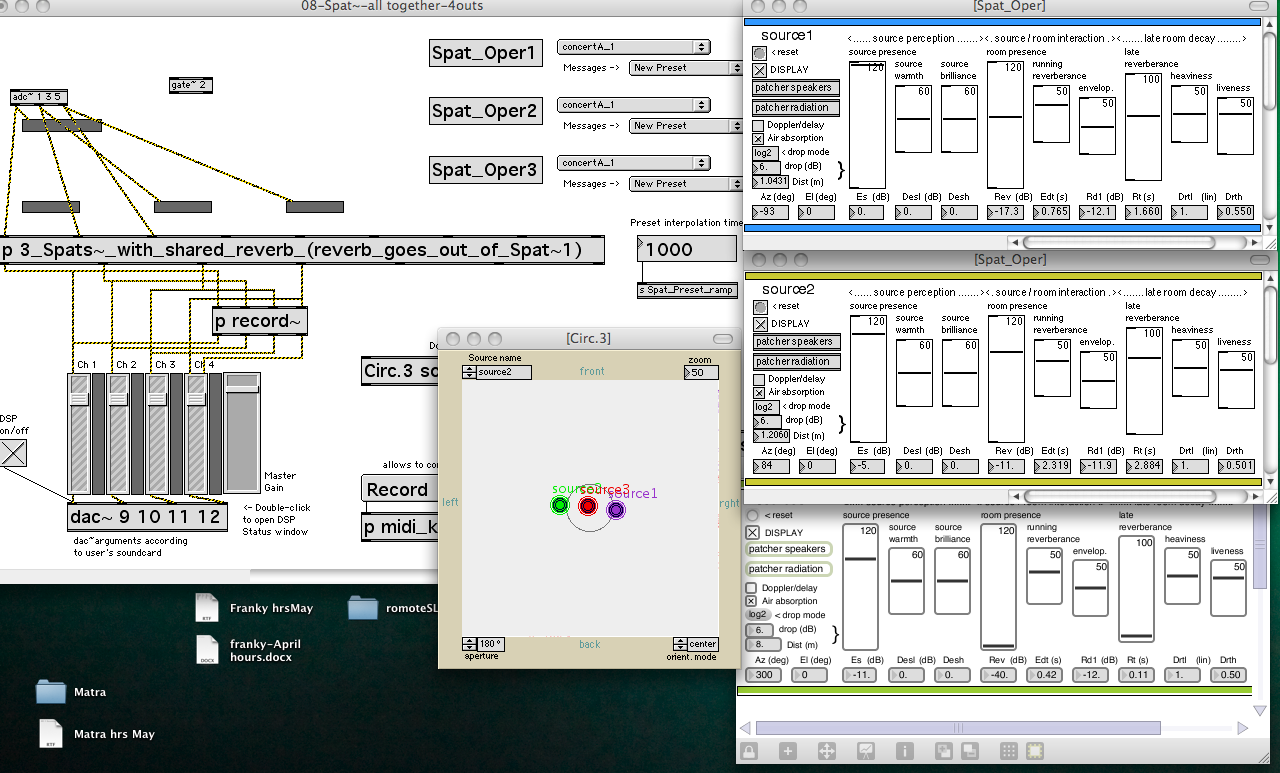 08-Spat~-all together-4outs
gate~ 2
adc~ 1 3 5
Spat_Oper1
concertA_1
Messages ->
New Preset
Spat_Oper2
concertA_1
Messages ->
New Preset
Spat_Oper3
concertA_1
Messages ->
New Preset
Preset interpolation time
1000
s Spat_Preset_ramp
p 3_Spats~_with_shared_reverb_(reverb_goes_out_of_Spat~1)
p record~
Ch 1
Ch 2
Ch 3
Ch 4
DSP
on/off
Master
Gain
dac~ 9 10 11 12
<- Double-click
to open DSP
Status window
dac~arguments according
to user's soundcard
Circ.3 so
allows to co
Record
p midi_k
[Circ.3]
Source name
source2
front
zoom
50
left
right
source3
source1
180°
aperture
back
center
orient. mode
Franky hrsMay
romoteSL
franky-April
hours.docx
Matra
Matra hrs May
[Spat_Oper]
source1
<...... source perception .......><. source / room interaction . ><...... late room decay ........>
< reset
source presence
room presence
late
reverberance
DISPLAY
source
warmth
source
brilliance
running
reverberance
envelop.
heaviness
liveness
120
60
60
120
50
50
100
50
50
patcher speakers
patcher radiation
Doppler/delay
Air absorption
log2
< drop mode
6.
drop (dB)
1.0431
Dist (m)
}
Az (deg)
El (deg)
Es (dB)
Desl (dB)
Desh
Rev (dB)
Edt (s)
Rd1 (dB)
Rt (s)
Drtl (lin)
Drth
-93
0
0.
0.
0.
-17.3
0.765
-12.1
1.660
1.
0.550
[Spat_Oper]
source2
<...... source perception .......><. source / room interaction . ><...... late room decay ........>
< reset
source presence
room presence
late
reverberance
DISPLAY
source
warmth
source
brilliance
running
reverberance
envelop.
heaviness
liveness
120
60
60
120
50
50
100
50
50
patcher speakers
patcher radiation
Doppler/delay
Air absorption
log2
< drop mode
6.
drop (dB)
1.2060
Dist (m)
}
Az (deg)
El (deg)
Es (dB)
Desl (dB)
Desh
Rev (dB)
Edt (s)
Rd1 (dB)
Rt (s)
Drtl (lin)
Drth
84
0
-5.
0.
0.
-11.
2.319
-11.9
2.884
1.
0.501
< reset
source presence
room presence
late
reverberance
DISPLAY
source
warmth
source
brilliance
running
reverberance
envelop.
heaviness
liveness
120
60
60
120
50
50
100
50
50
patcher speakers
patcher radiation
Doppler/delay
Air absorption
log2
< drop mode
6.
drop (dB)
8.
Dist (m)
}
Az (deg)
El (deg)
Es (dB)
Desl (dB)
Desh
Rev (dB)
Edt (s)
Rd1 (dB)
Rt (s)
Drtl (lin)
Drth
300
0
-11.
0.
0.
-40.
0.42
-12.
0.11
1.
0.50